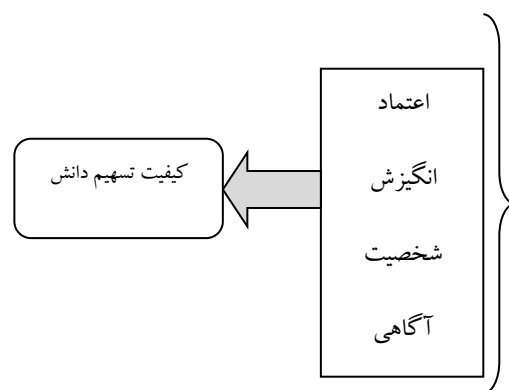 اعتماد
انگیزش
شخصیت
آگاهی
کیفیت تسهیم دانش